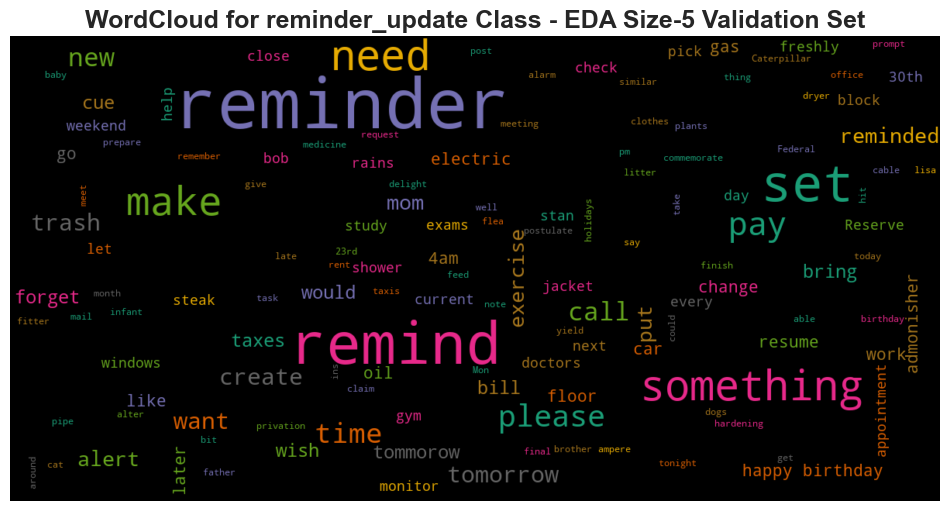 WordCloud for reminder_update Class - EDA Size-5 Validation Set
new close need post pick gas freshly prompt
baby alarm check Caterpillar thing office 30th
cue help reminder similar dryer block
weekend prepare request meeting clothes plants reminded
go remember bob medicine rains electric pm commemorate Federal cable lisa
meet give delight litter take day set hit
trash make mom well stan holidays pay Reserve
let study exams flea postulate say
late 23rd rent shower 4am exercise finish today
forget month steak task would taxis current feed jacket bring change every
fitter mail infant note call put could able birthday admonisher
windows taxes remind yield next car resume work
create ins oil Mon doctors
like claim bill floor something appointment
pipe alter want privation time gym please dogs hardening
bit wish tommorow final brother ampere
around cat alert later father monitor tomorrow tonight get happy birthday